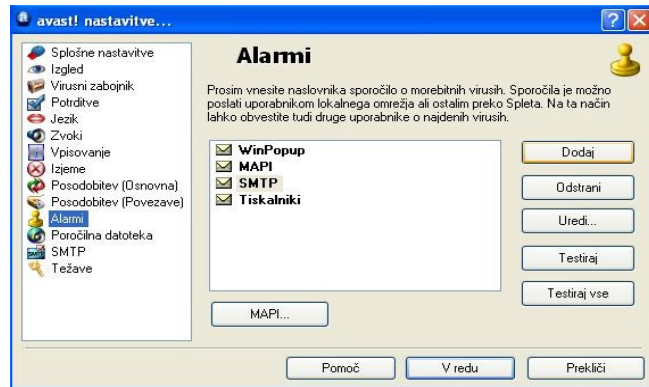 avast! nastavitve...
Splošne nastavitve
Izgled
Virusni zabojnik
Potrditve
Jezik
Zvoki
Vpisovanje
Izjeme
Posodobitev (Osnovna)
Posodobitev (Povezave)
Alarmi
Poročilna datoteka
SMTP
Težave
Alarmi
Prosim vnesite naslovnika sporočilo o morebitnih virusih. Sporočila je možno
poslati uporabnikom lokalnega omrežja ali ostalim preko Spleta. Na ta način
lahko obvestite tudi druge uporabnike o najdenih virusih.
WinPopup
MAPI
SMTP
Tiskalniki
Dodaj
Odstrani
Uredi...
Testiraj
Testiraj vse
MAPI...
Pomoč
V redu
Prekliči